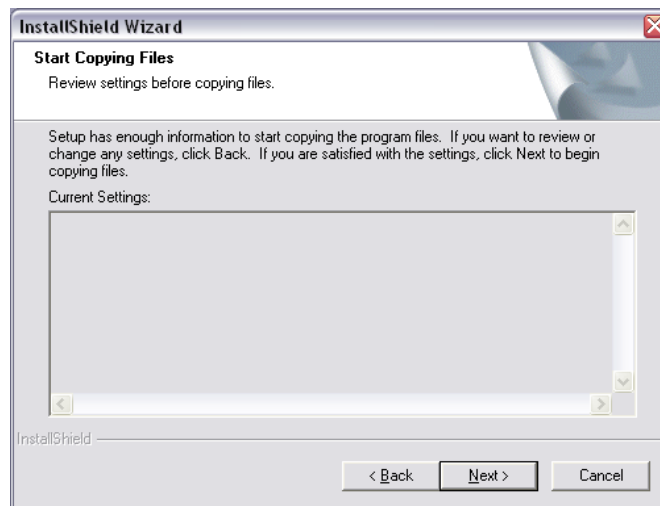 InstallShield Wizard
Start Copying Files
Review settings before copying files.
Setup has enough information to start copying the program files. If you want to review or
change any settings, click Back. If you are satisfied with the settings, click Next to begin
copying files.
Current Settings:
InstallShield
< Back Next > Cancel